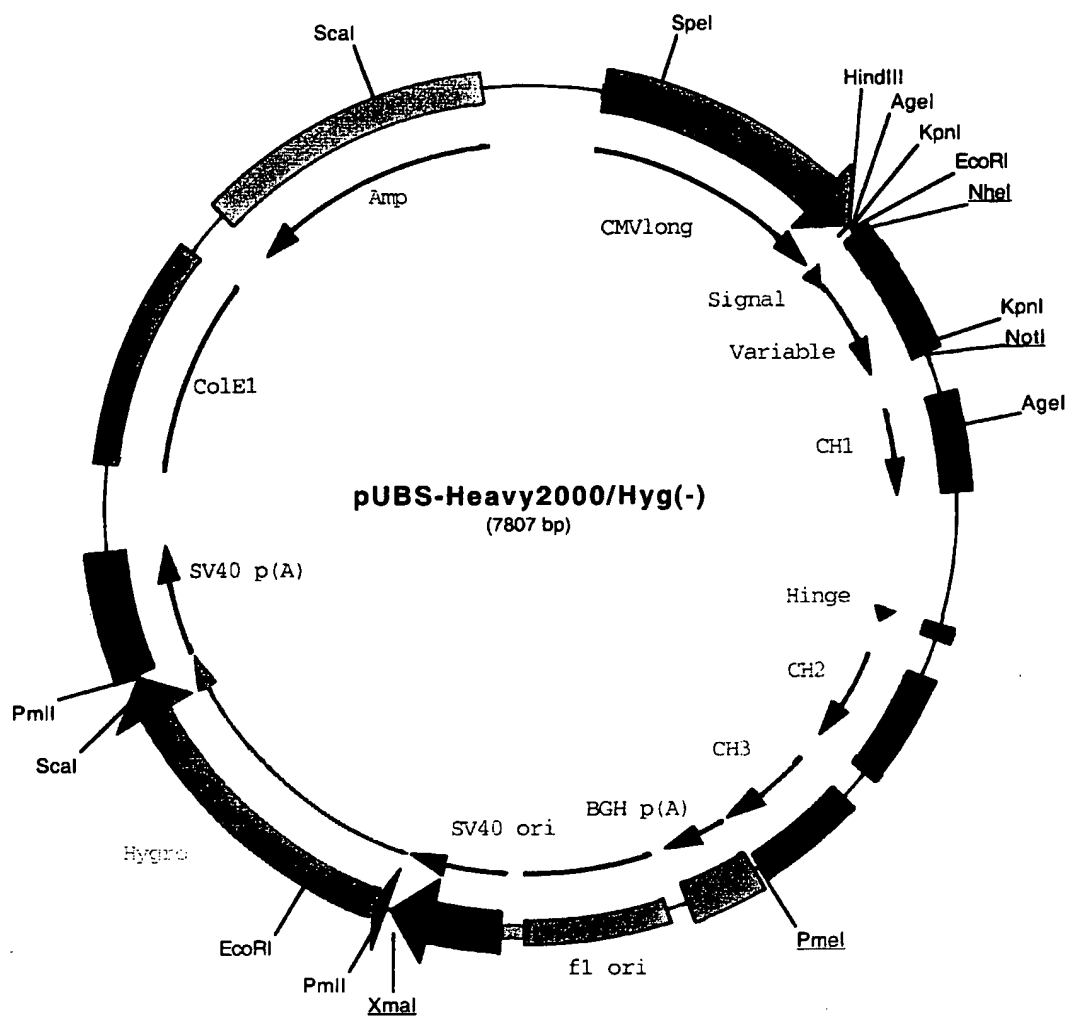 ScaI
SpeI
HindIII
AgeI
KpnI
EcoRI
NheI
Amp
CMVlong
Signal
Variable
KpnI
NotI
ColE1
AgeI
CH1
pUBS-Heavy2000/Hyg(-)
(7807 bp)
SV40 p(A)
Hinge
CH2
PmlI
ScaI
CH3
BGH p(A)
SV40 ori
Hygro
EcoRI
PmeI
PmlI
f1 ori
XmaI